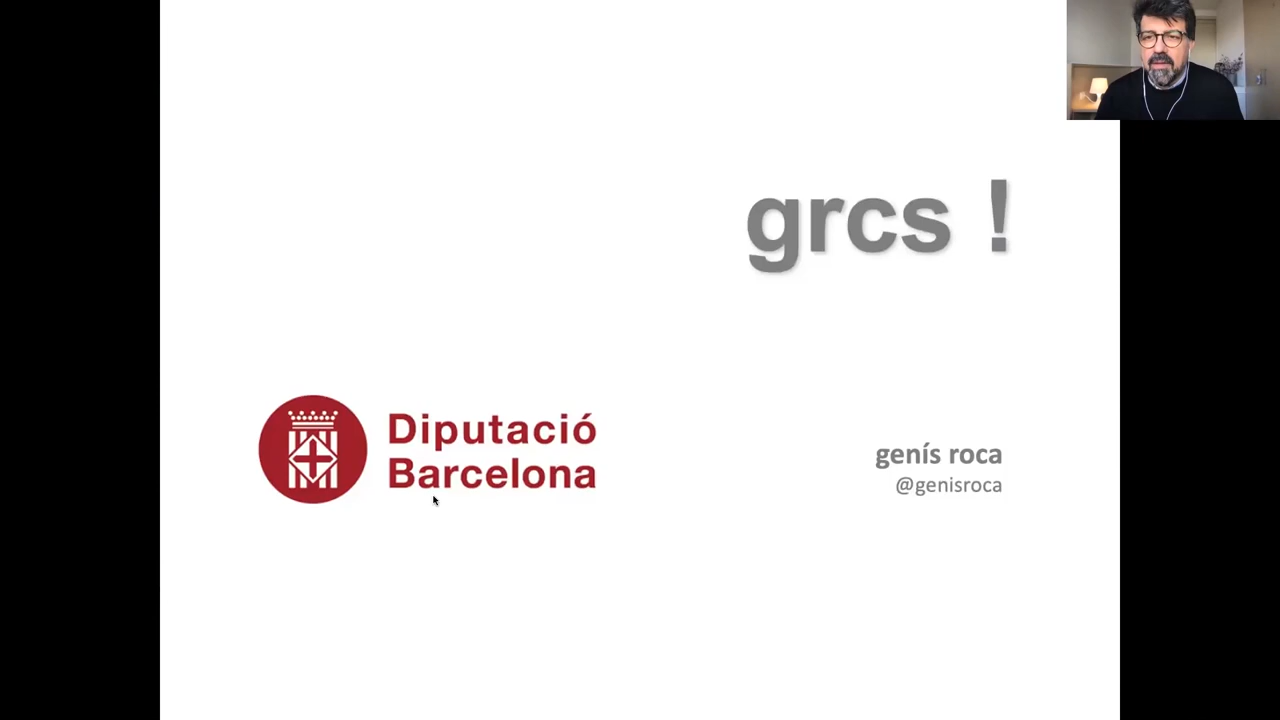 grcs !
Diputació
Barcelona
genís roca
@genisroca